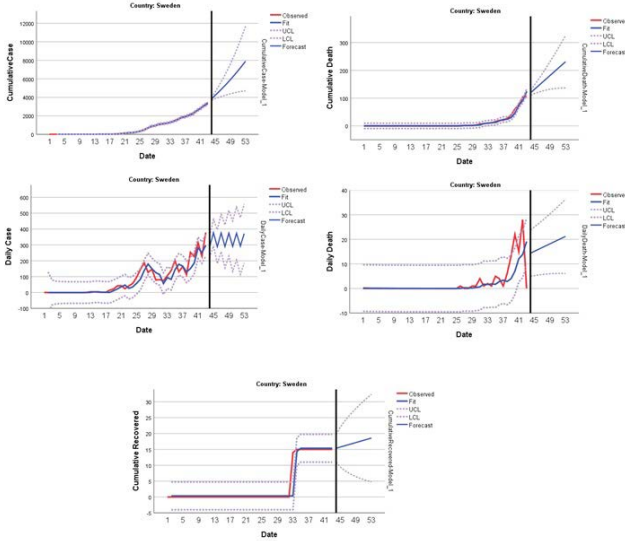 Country: Sweden
12000
10000
8000
6000
4000
2000
0
CumulativeCase
1 5 9 13 17 21 25 29 33 37 41 45 49 53
Date
Observed
Fit
UCL
LCL
Forecast
CumulativeCase-Model_1
Country: Sweden
300
200
100
0
Cumulative Death
1 5 9 13 17 21 25 29 33 37 41 45 49 53
Date
Observed
Fit
UCL
LCL
Forecast
CumulativeDeath-Model_1
Country: Sweden
600
500
400
300
200
100
0
-100
Daily Case
1 5 9 13 17 21 25 29 33 37 41 45 49 53
Date
Observed
Fit
UCL
LCL
Forecast
DailyCase-Model_1
Country: Sweden
40
30
20
10
0
-10
Daily Death
1 5 9 13 17 21 25 29 33 37 41 45 49 53
Date
Observed
Fit
UCL
LCL
Forecast
DailyDeath-Model_1
Country: Sweden
30
25
20
15
10
5
0
-5
Cumulative Recovered
1 5 9 13 17 21 25 29 33 37 41 45 49 53
Date
Observed
Fit
UCL
LCL
Forecast
CumulativeRecovered-Model_1